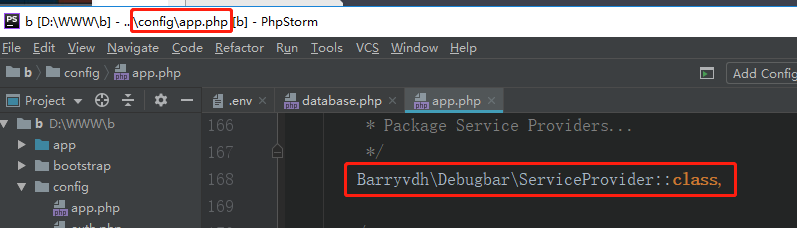 PS b [D:\WWW\b] - ...\config\app.php [b] - PhpStorm
File Edit View Navigate Code Refactor Run Tools VCS Window Help
b config app.php Add Config
Project .env database.php app.php
b D:\WWW\b
app
bootstrap
config
app.php
166 * Package Service Providers...
167 */
168 Barryvdh\Debugbar\ServiceProvider::class,
169